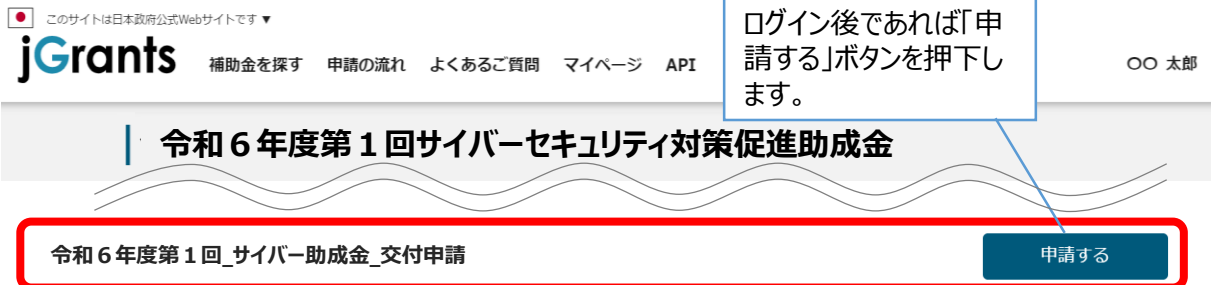 このサイトは日本政府公式Webサイトです ▼
jGrants 補助金を探す 申請の流れ よくあるご質問 マイページ API 〇〇 太郎
ログイン後であれば「申
請する」ボタンを押下し
ます。
令和６年度第１回サイバーセキュリティ対策促進助成金
令和６年度第１回_サイバー助成金_交付申請 申請する